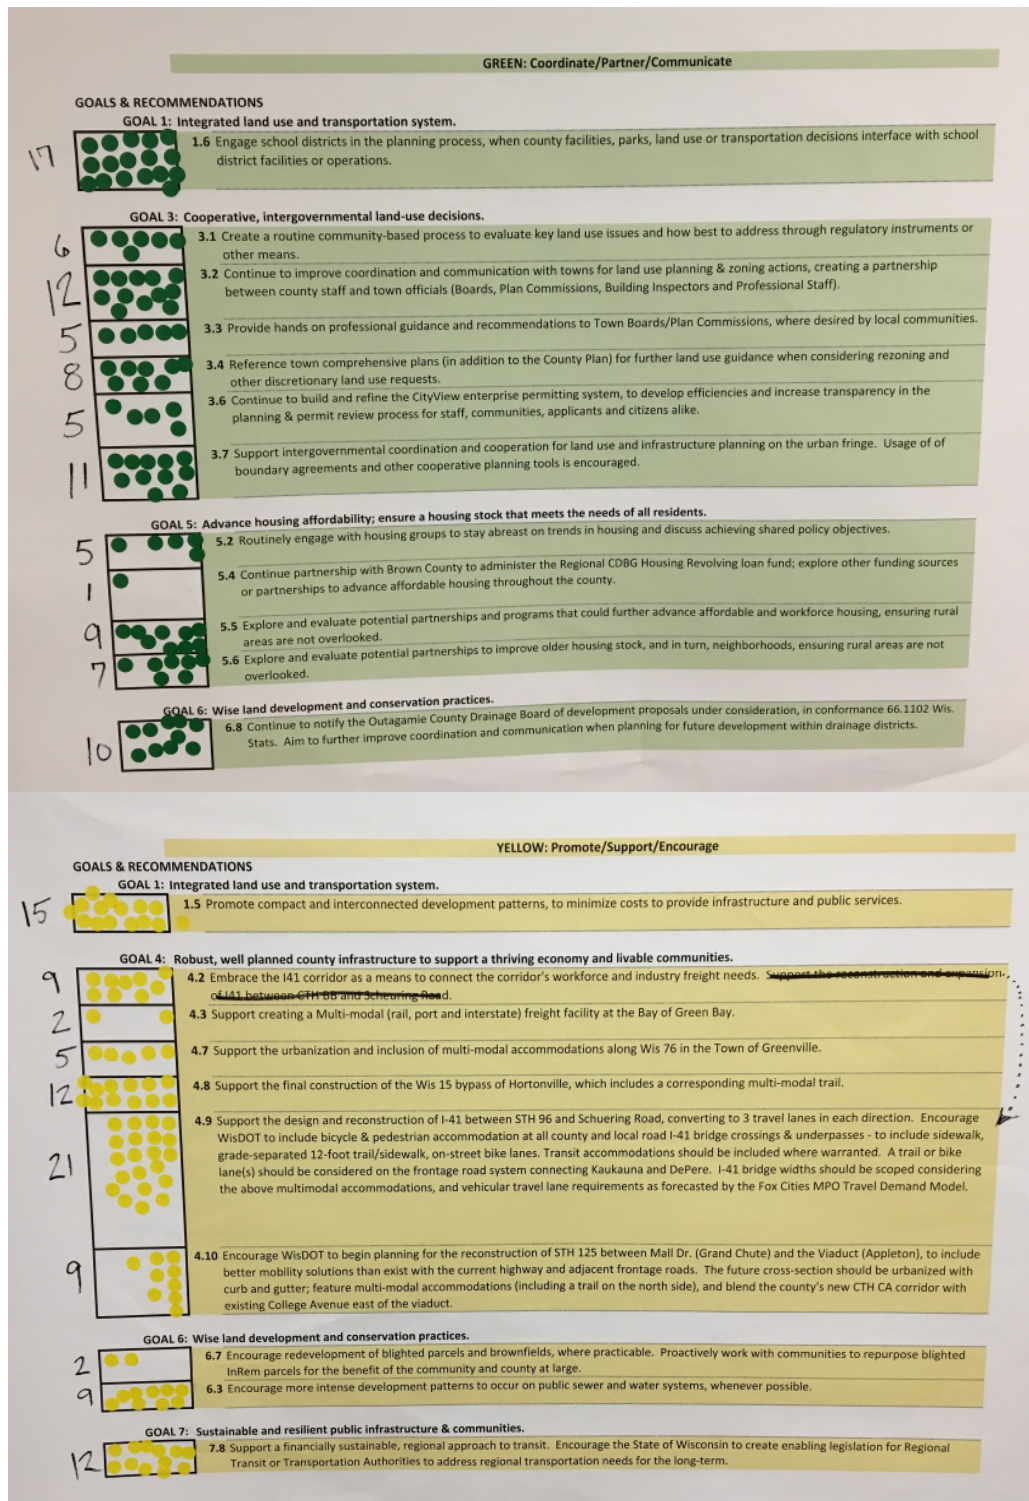 GREEN: Coordinate/Partner/Communicate
GOALS & RECOMMENDATIONS
GOAL 1: Integrated land use and transportation system.
17
1.6 Engage school districts in the planning process, when county facilities, parks, land use or transportation decisions interface with school
district facilities or operations.
GOAL 3: Cooperative, intergovernmental land-use decisions.
6
3.1 Create a routine community-based process to evaluate key land use issues and how best to address through regulatory instruments or
other means.
12
3.2 Continue to improve coordination and communication with towns for land use planning & zoning actions, creating a partnership
between county staff and town officials (Boards, Plan Commissions, Building Inspectors and Professional Staff).
5
3.3 Provide hands on professional guidance and recommendations to Town Boards/Plan Commissions, where desired by local communities.
8
3.4 Reference town comprehensive plans (in addition to the County Plan) for further land use guidance when considering rezoning and
other discretionary land use requests.
5
3.6 Continue to build and refine the CityView enterprise permitting system, to develop efficiencies and increase transparency in the
planning & permit review process for staff, communities, applicants and citizens alike.
11
3.7 Support intergovernmental coordination and cooperation for land use and infrastructure planning on the urban fringe. Usage of of
boundary agreements and other cooperative planning tools is encouraged.
GOAL 5: Advance housing affordability; ensure a housing stock that meets the needs of all residents.
5
5.2 Routinely engage with housing groups to stay abreast on trends in housing and discuss achieving shared policy objectives.
1
5.4 Continue partnership with Brown County to administer the Regional CDBG Housing Revolving loan fund; explore other funding sources
or partnerships to advance affordable housing throughout the county.
9
5.5 Explore and evaluate potential partnerships and programs that could further advance affordable and workforce housing, ensuring rural
areas are not overlooked.
7
5.6 Explore and evaluate potential partnerships to improve older housing stock, and in turn, neighborhoods, ensuring rural areas are not
overlooked.
GOAL 6: Wise land development and conservation practices.
10
6.8 Continue to notify the Outagamie County Drainage Board of development proposals under consideration, in conformance 66.1102 Wis.
Stats. Aim to further improve coordination and communication when planning for future development within drainage districts.
YELLOW: Promote/Support/Encourage
GOALS & RECOMMENDATIONS
GOAL 1: Integrated land use and transportation system.
15
1.5 Promote compact and interconnected development patterns, to minimize costs to provide infrastructure and public services.
GOAL 4: Robust, well planned county infrastructure to support a thriving economy and livable communities.
9
4.2 Embrace the I41 corridor as a means to connect the corridor's workforce and industry freight needs. Support the reconstruction and expansion
of I41 between CTH BB and Scheuring Road.
2
4.3 Support creating a Multi-modal (rail, port and interstate) freight facility at the Bay of Green Bay.
5
4.7 Support the urbanization and inclusion of multi-modal accommodations along Wis 76 in the Town of Greenville.
12
4.8 Support the final construction of the Wis 15 bypass of Hortonville, which includes a corresponding multi-modal trail.
21
4.9 Support the design and reconstruction of I-41 between STH 96 and Schuering Road, converting to 3 travel lanes in each direction. Encourage
WisDOT to include bicycle & pedestrian accommodation at all county and local road I-41 bridge crossings & underpasses - to include sidewalk,
grade-separated 12-foot trail/sidewalk, on-street bike lanes. Transit accommodations should be included where warranted. A trail or bike
lane(s) should be considered on the frontage road system connecting Kaukauna and DePere. I-41 bridge widths should be scoped considering
the above multimodal accommodations, and vehicular travel lane requirements as forecasted by the Fox Cities MPO Travel Demand Model.
9
4.10 Encourage WisDOT to begin planning for the reconstruction of STH 125 between Mall Dr. (Grand Chute) and the Viaduct (Appleton), to include
better mobility solutions than exist with the current highway and adjacent frontage roads. The future cross-section should be urbanized with
curb and gutter; feature multi-modal accommodations (including a trail on the north side), and blend the county's new CTH CA corridor with
existing College Avenue east of the viaduct.
GOAL 6: Wise land development and conservation practices.
2
6.7 Encourage redevelopment of blighted parcels and brownfields, where practicable. Proactively work with communities to repurpose blighted
InRem parcels for the benefit of the community and county at large.
9
6.3 Encourage more intense development patterns to occur on public sewer and water systems, whenever possible.
GOAL 7: Sustainable and resilient public infrastructure & communities.
12
7.8 Support a financially sustainable, regional approach to transit. Encourage the State of Wisconsin to create enabling legislation for Regional
Transit or Transportation Authorities to address regional transportation needs for the long-term.